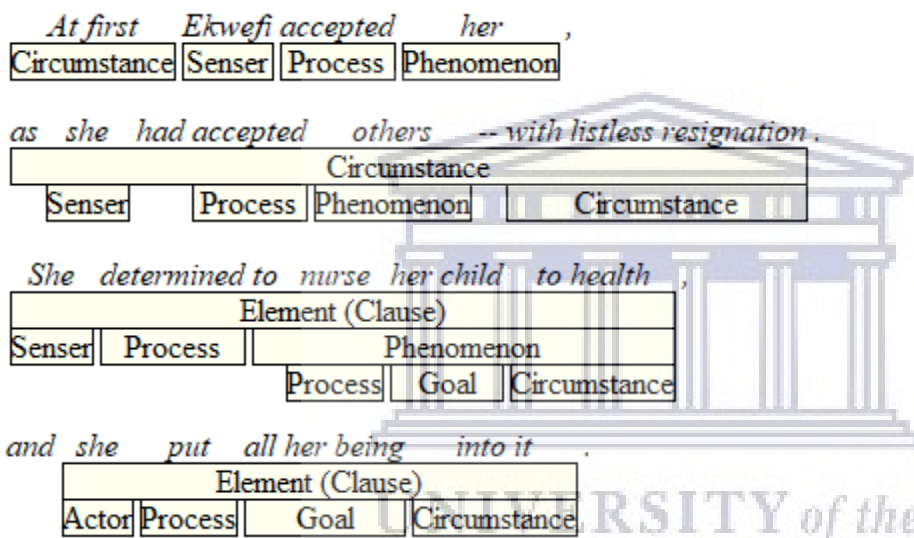 At first Ekwefi accepted her ,
Circumstance Senser Process Phenomenon
as she had accepted others -- with listless resignation .
Circumstance
Senser Process Phenomenon Circumstance
She determined to nurse her child to health ,
Element (Clause)
Senser Process Phenomenon
Process Goal Circumstance
and she put all her being into it .
Element (Clause)
Actor Process Goal Circumstance
UNIVERSITY of the